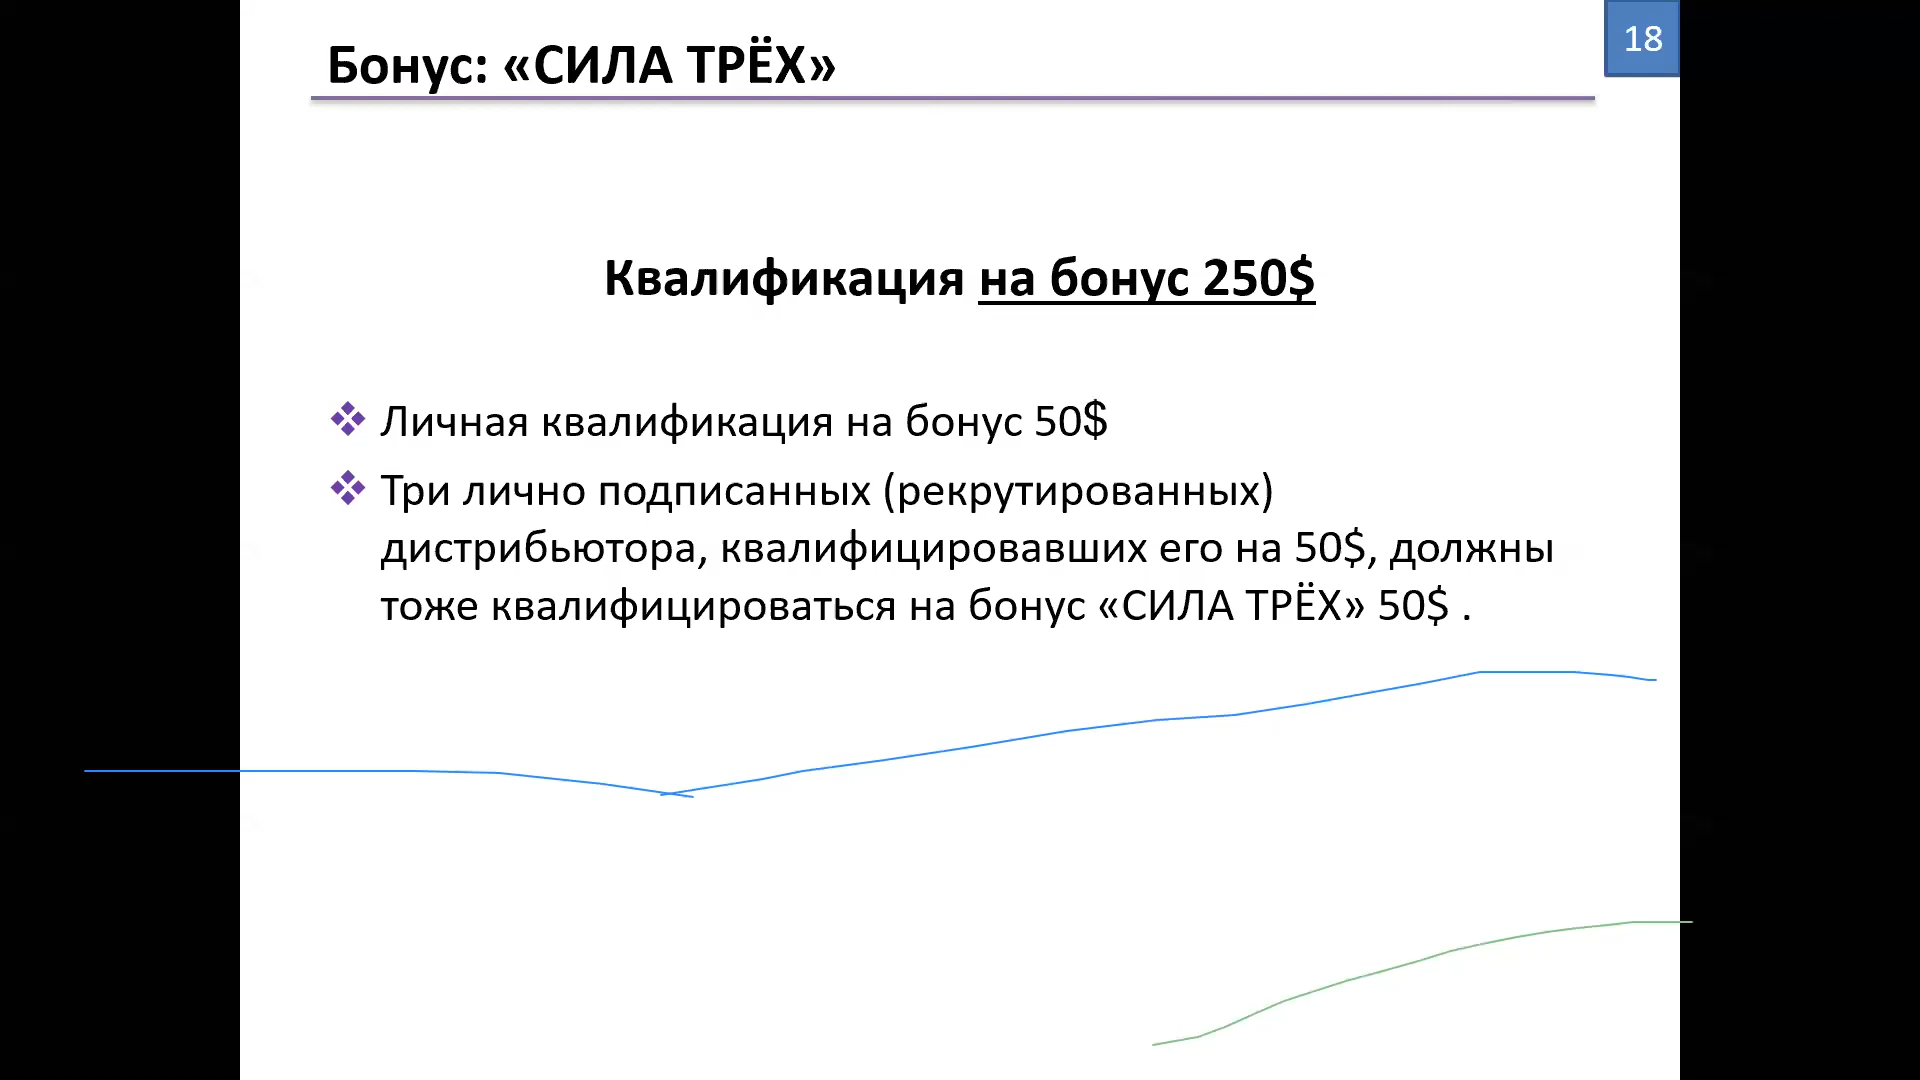 Бонус: «СИЛА ТРЁХ»
18
Квалификация на бонус 250$
Личная квалификация на бонус 50$
Три лично подписанных (рекрутированных)
дистрибьютора, квалифицировавших его на 50$, должны
тоже квалифицироваться на бонус «СИЛА ТРЁХ» 50$ .